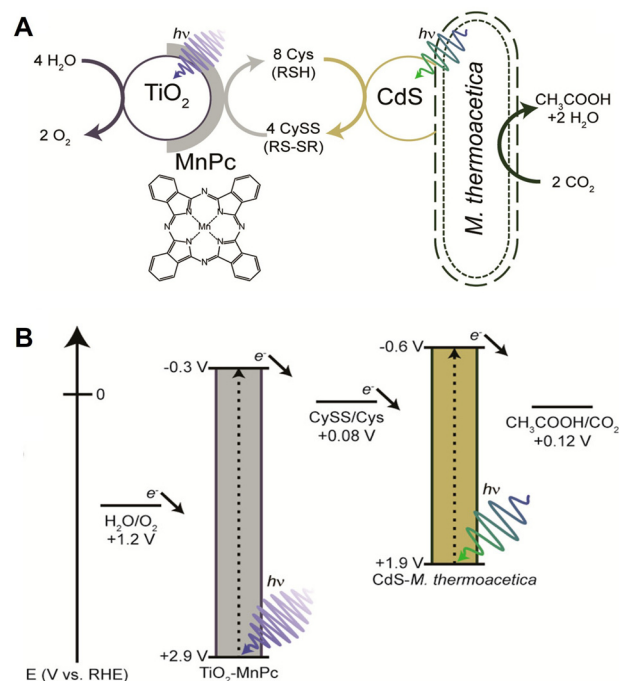 A
hν
hν
4 H₂O
8 Cys
(RSH)
TiO₂
CdS
CH₃COOH
+2 H₂O
M. thermoacetica
2 O₂
4 CySS
(RS-SR)
2 CO₂
MnPc
N
N
N
N
Mn
N
N
N
N
B
-0.6 V
e⁻
-0.3 V
e⁻
0
e⁻
CySS/Cys
+0.08 V
CH₃COOH/CO₂
+0.12 V
e⁻
hν
H₂O/O₂
+1.2 V
+1.9 V
CdS-M. thermoacetica
hν
+2.9 V
E (V vs. RHE)
TiO₂-MnPc